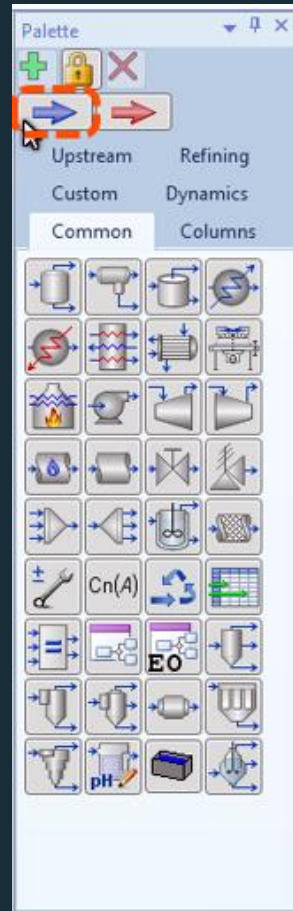 Palette
Upstream Refining
Custom Dynamics
Common Columns
± Cn(A)
EO
pH